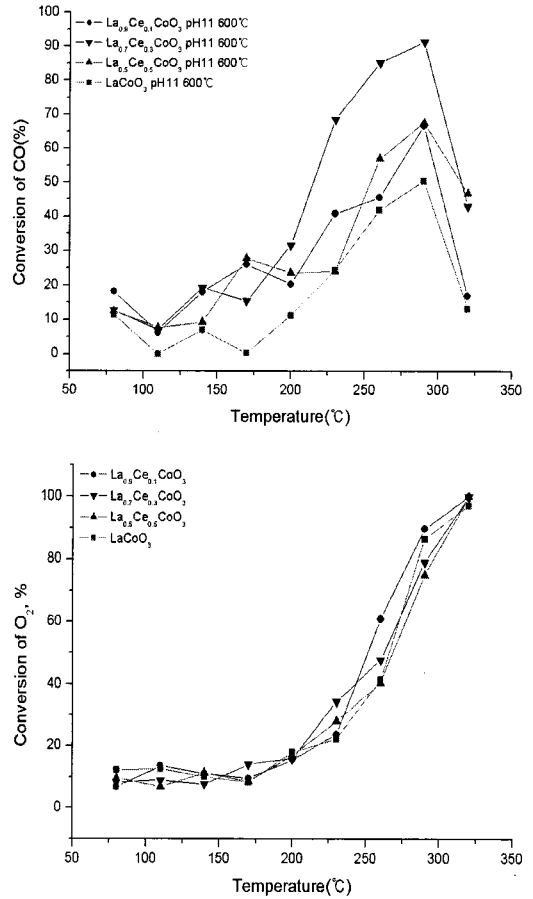 La0.9Ce0.1CoO3 pH11 600℃
La0.7Ce0.3CoO3 pH11 600℃
La0.5Ce0.5CoO3 pH11 600℃
LaCoO3 pH11 600℃
Conversion of CO(%)
100
90
80
70
60
50
40
30
20
10
0
50 100 150 200 250 300 350
Temperature(℃)
La0.9Ce0.1CoO3
La0.7Ce0.3CoO3
La0.5Ce0.5CoO3
LaCoO3
Conversion of O2, %
100
80
60
40
20
0
50 100 150 200 250 300 350
Temperature(℃)